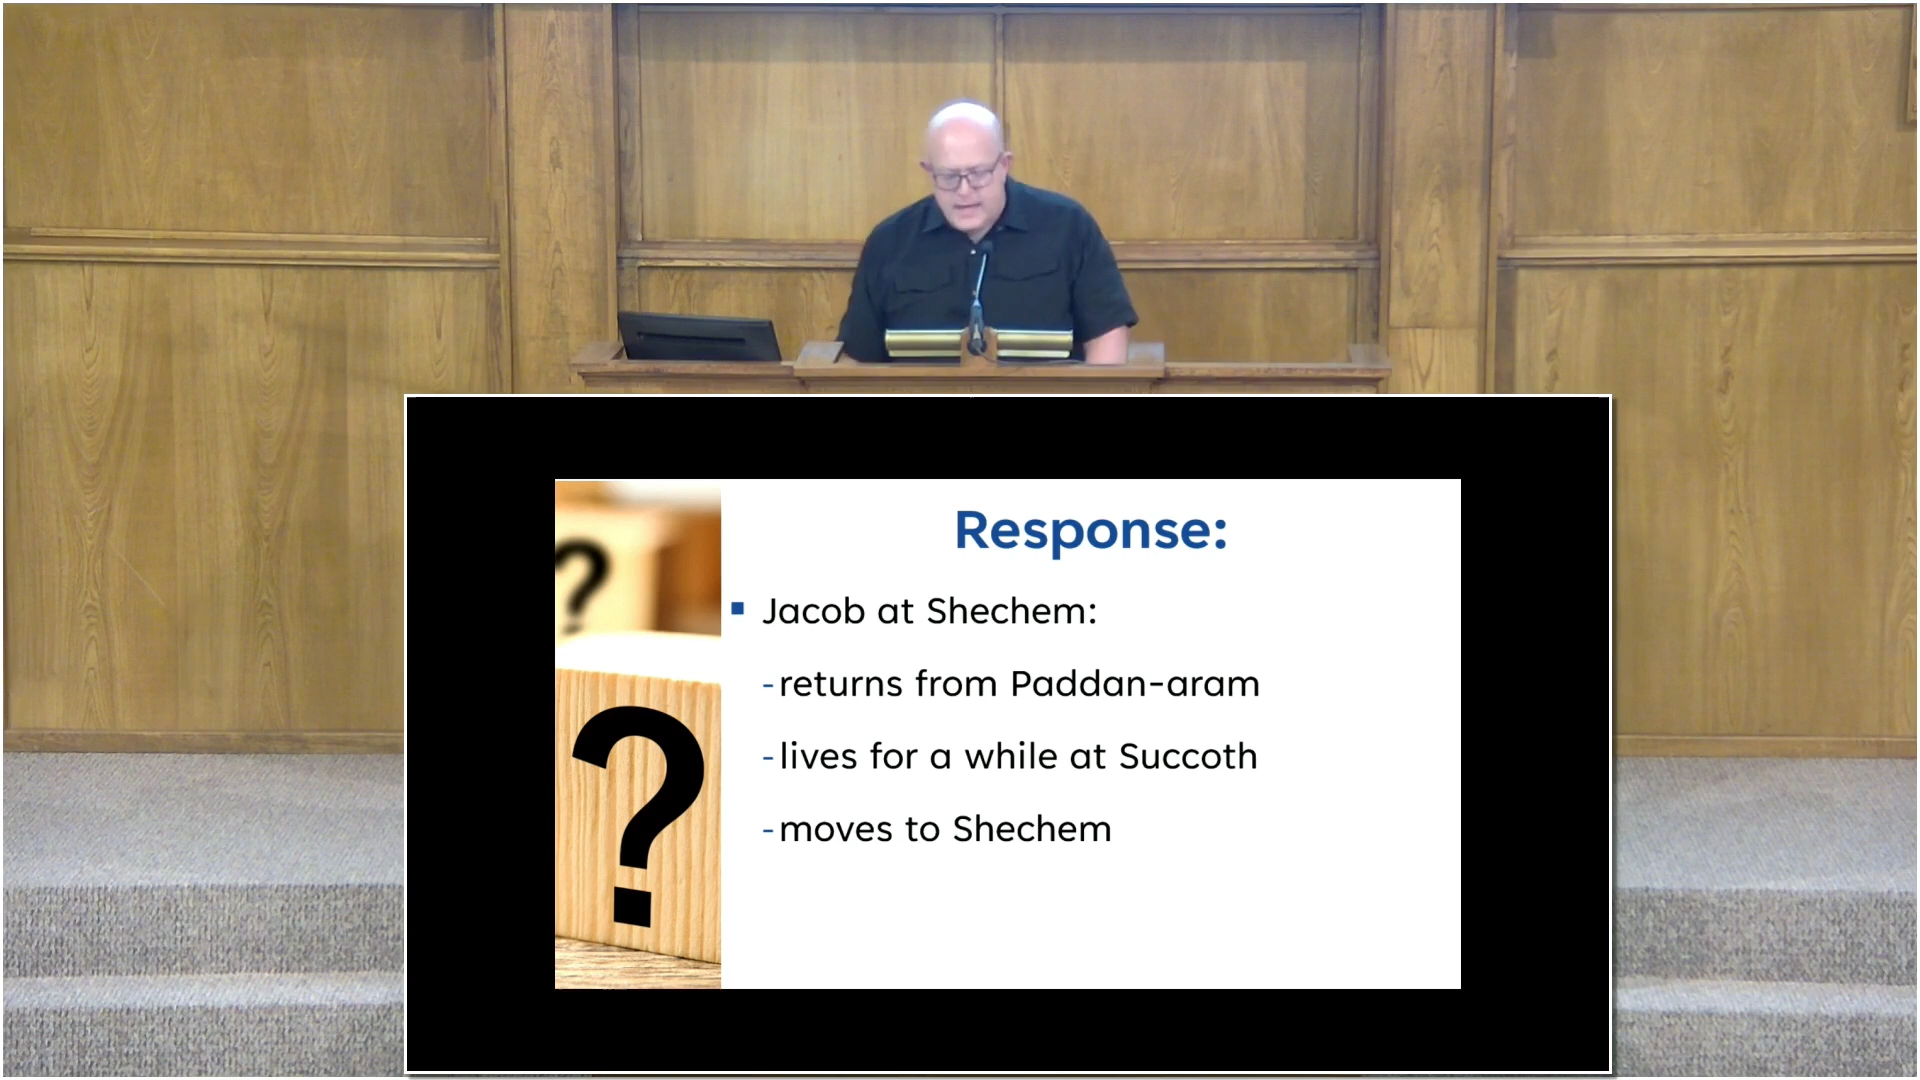 Response:
▪ Jacob at Shechem:
-returns from Paddan-aram
-lives for a while at Succoth
-moves to Shechem
?
?